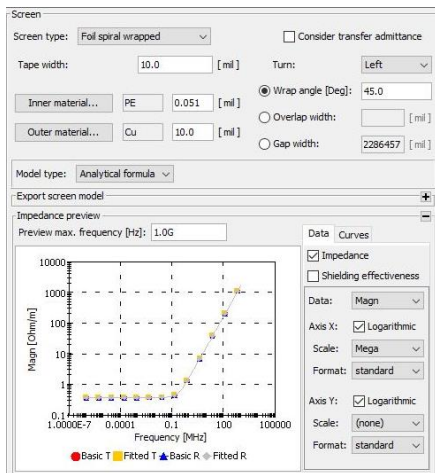 Screen
Screen type: Foil spiral wrapped Consider transfer admittance
Tape width: 10.0 [ mil ] Turn: Left
Wrap angle [Deg]: 45.0
Inner material... PE 0.051 [ mil ]
Overlap width: [ mil ]
Outer material... Cu 10.0 [ mil ]
Gap width: 2286457 [ mil ]
Model type: Analytical formula
Export screen model
Impedance preview
Preview max. frequency [Hz]: 1.0G
Data Curves
Impedance
Shielding effectiveness
Data: Magn
Axis X: Logarithmic
Scale: Mega
Format: standard
Axis Y: Logarithmic
Scale: (none)
Format: standard
Magn [Ohm/m]
10000
1000
100
10
1
0.1
1.0000E-7 0.0001 0.1 100 100000
Frequency [MHz]
Basic T Fitted T Basic R Fitted R